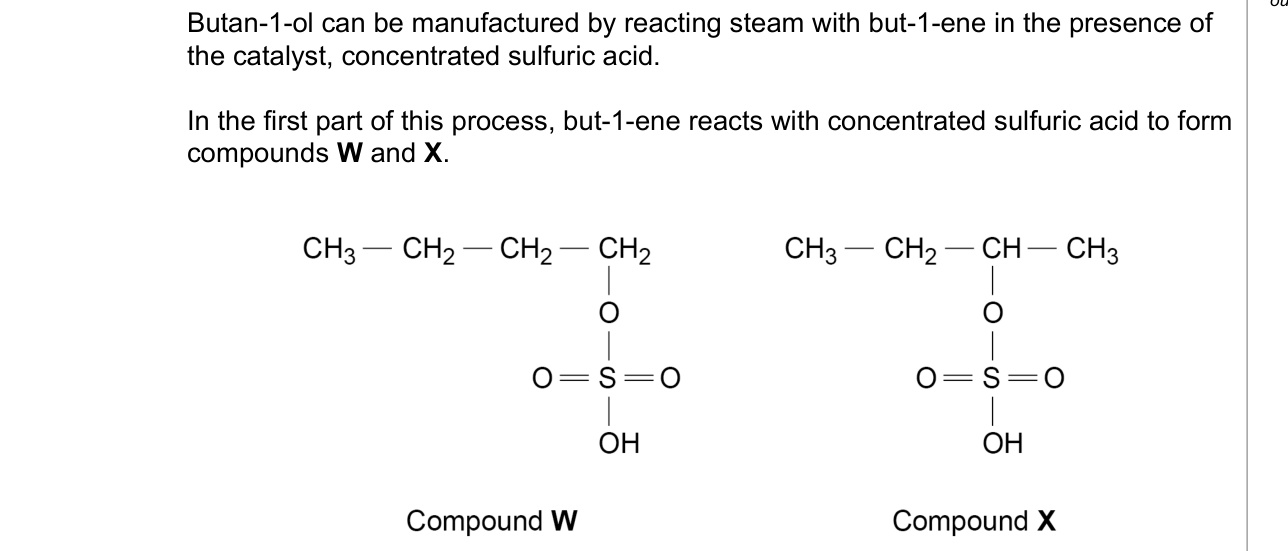 Butan-1-ol can be manufactured by reacting steam with but-1-ene in the presence of
the catalyst, concentrated sulfuric acid.
In the first part of this process, but-1-ene reacts with concentrated sulfuric acid to form
compounds W and X.
CH₃ — CH₂ — CH₂ — CH₂
O
O=S=O
OH
Compound W
CH₃ — CH₂ — CH — CH₃
O
O=S=O
OH
Compound X